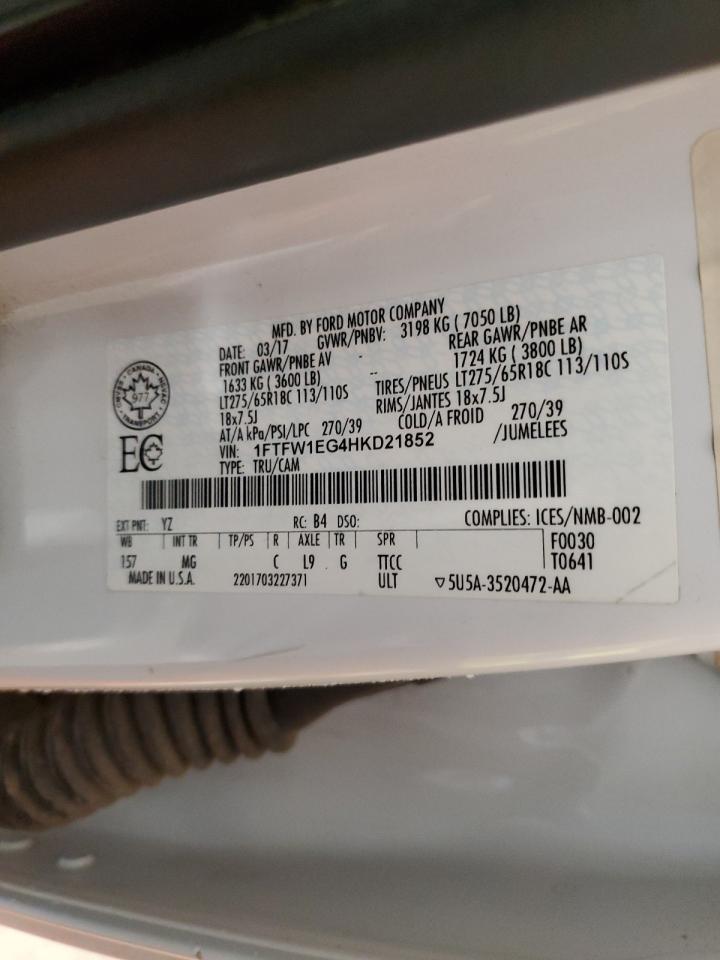 MFD. BY FORD MOTOR COMPANY
DATE: 03/17 GVWR/PNBV: 3198 KG ( 7050 LB)
FRONT GAWR/PNBE AV - REAR GAWR/PNBE AR
1633 KG ( 3600 LB) - 1724 KG ( 3800 LB)
LT275/65R18C 113/110S TIRES/PNEUS LT275/65R18C 113/110S
18x7.5J RIMS/JANTES 18x7.5J
AT/A kPa/PSI/LPC 270/39 COLD/A FROID 270/39
VIN: 1FTFW1EG4HKD21852 /JUMELEES
TYPE: TRU/CAM
CANADA
977
TRANSPORT
EC
EXT PNT: YZ RC: B4 DSO: COMPLIES: ICES/NMB-002
WB INT TR TP/PS R AXLE TR SPR F0030
157 MG C L9 G TTCC T0641
MADE IN U.S.A. 2201703227371 ULT ▽5U5A-3520472-AA